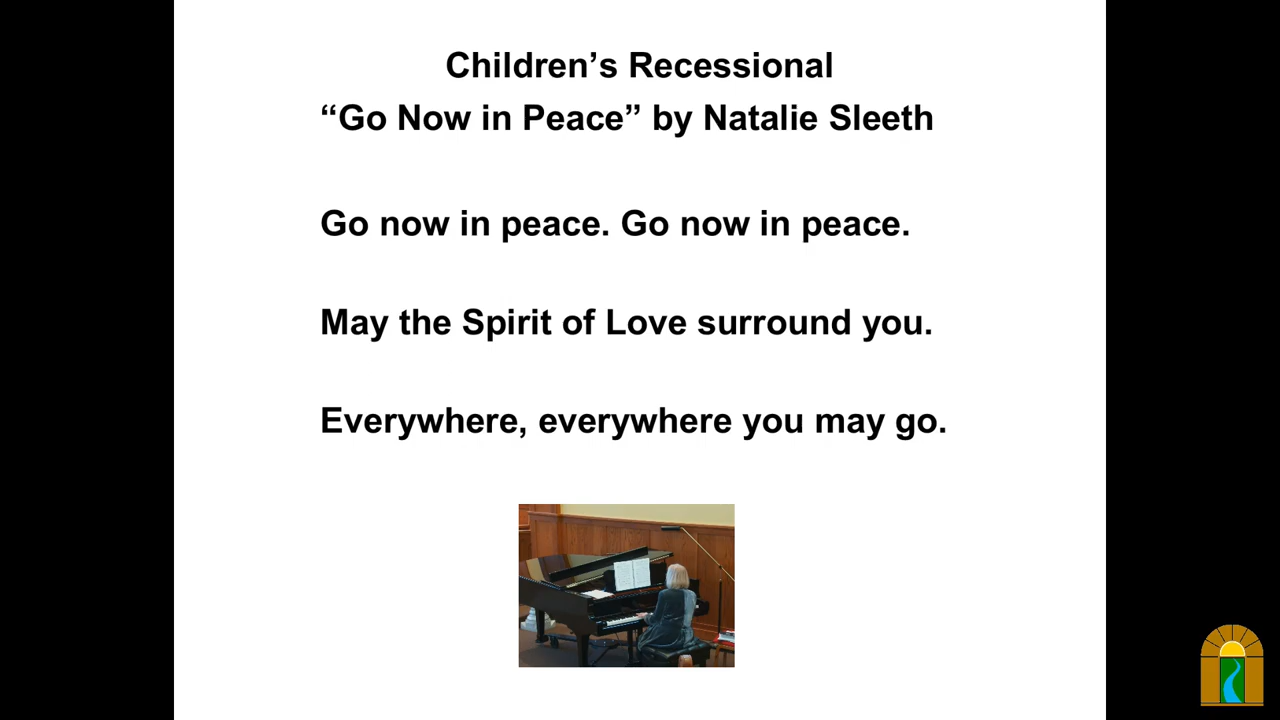 Children’s Recessional
“Go Now in Peace” by Natalie Sleeth
Go now in peace. Go now in peace.
May the Spirit of Love surround you.
Everywhere, everywhere you may go.